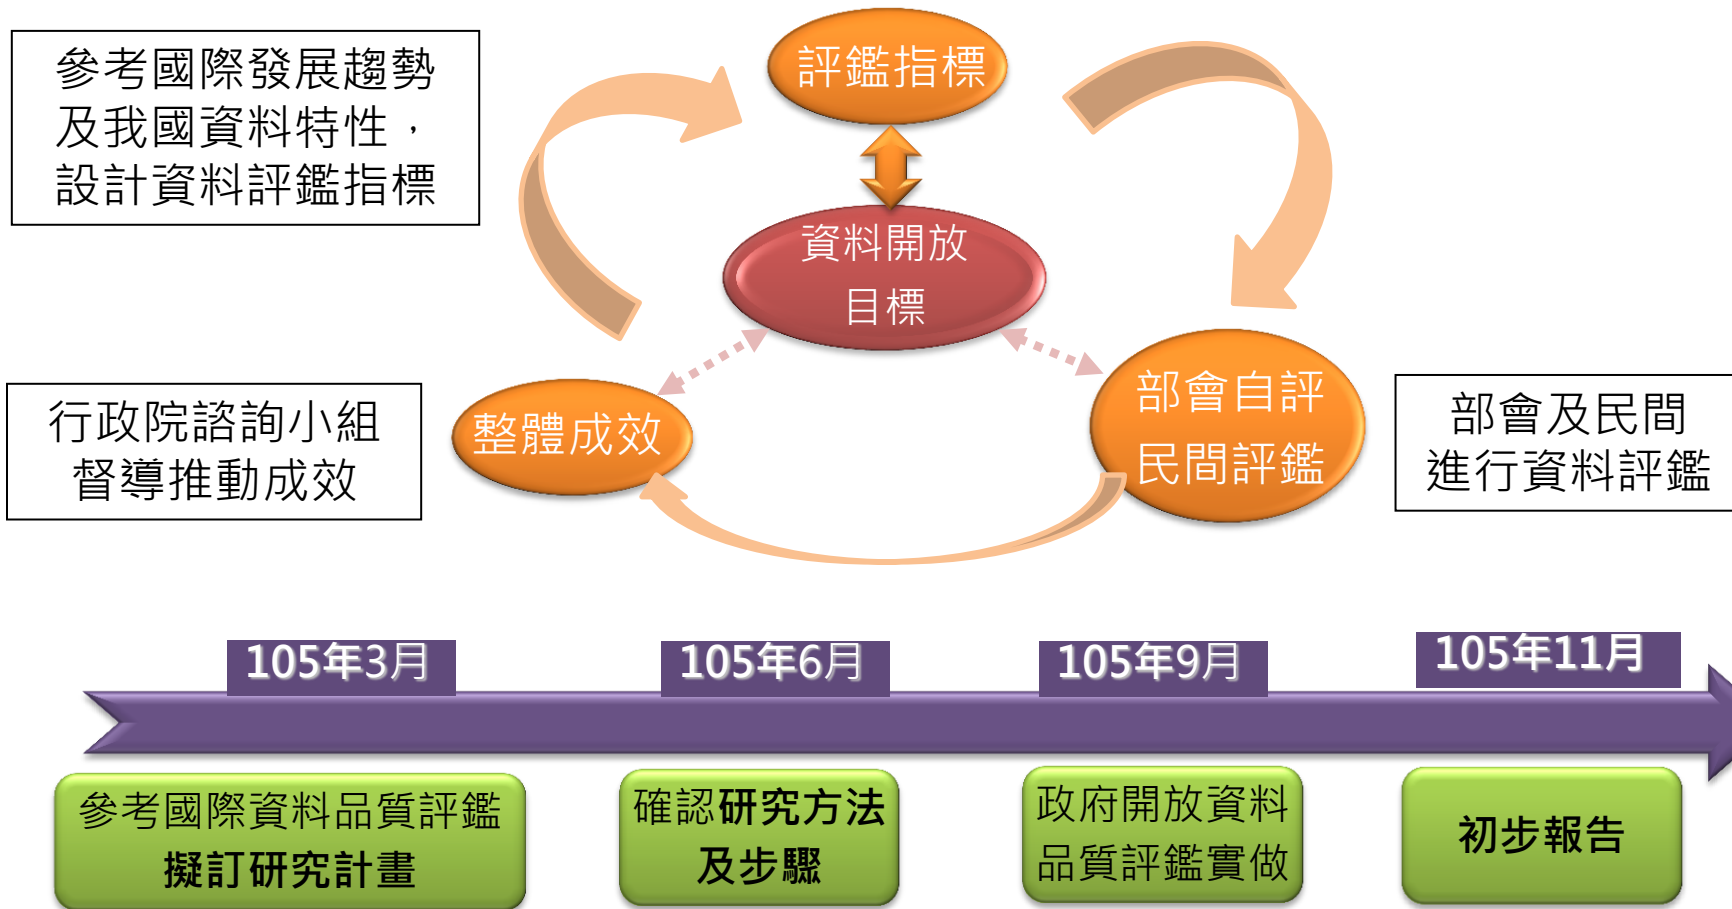 參考國際發展趨勢
及我國資料特性，
設計資料評鑑指標
評鑑指標
資料開放
目標
整體成效
部會自評
民間評鑑
行政院諮詢小組
督導推動成效
部會及民間
進行資料評鑑
105年3月
105年6月
105年9月
105年11月
參考國際資料品質評鑑
擬訂研究計畫
確認研究方法
及步驟
政府開放資料
品質評鑑實做
初步報告